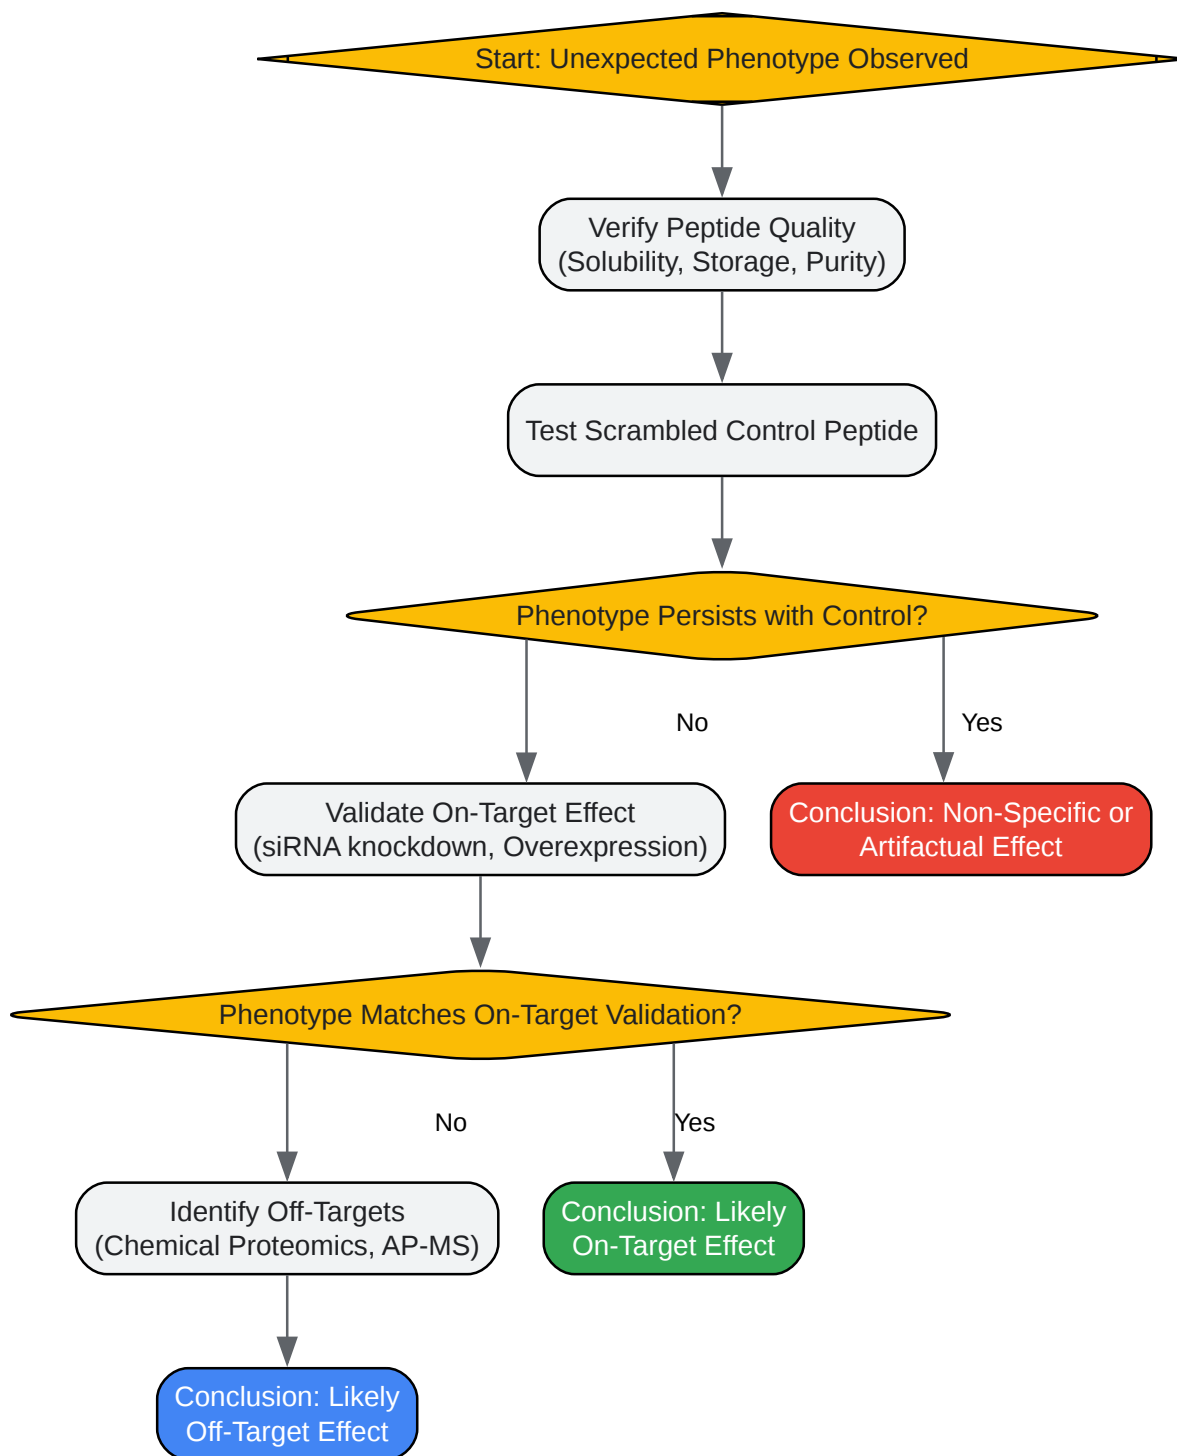 Start: Unexpected Phenotype Observed
Verify Peptide Quality
(Solubility, Storage, Purity)
Test Scrambled Control Peptide
Phenotype Persists with Control?
No
Yes
Validate On-Target Effect
(siRNA knockdown, Overexpression)
Conclusion: Non-Specific or
Artifactual Effect
Phenotype Matches On-Target Validation?
No
Yes
Identify Off-Targets
(Chemical Proteomics, AP-MS)
Conclusion: Likely
On-Target Effect
Conclusion: Likely
Off-Target Effect